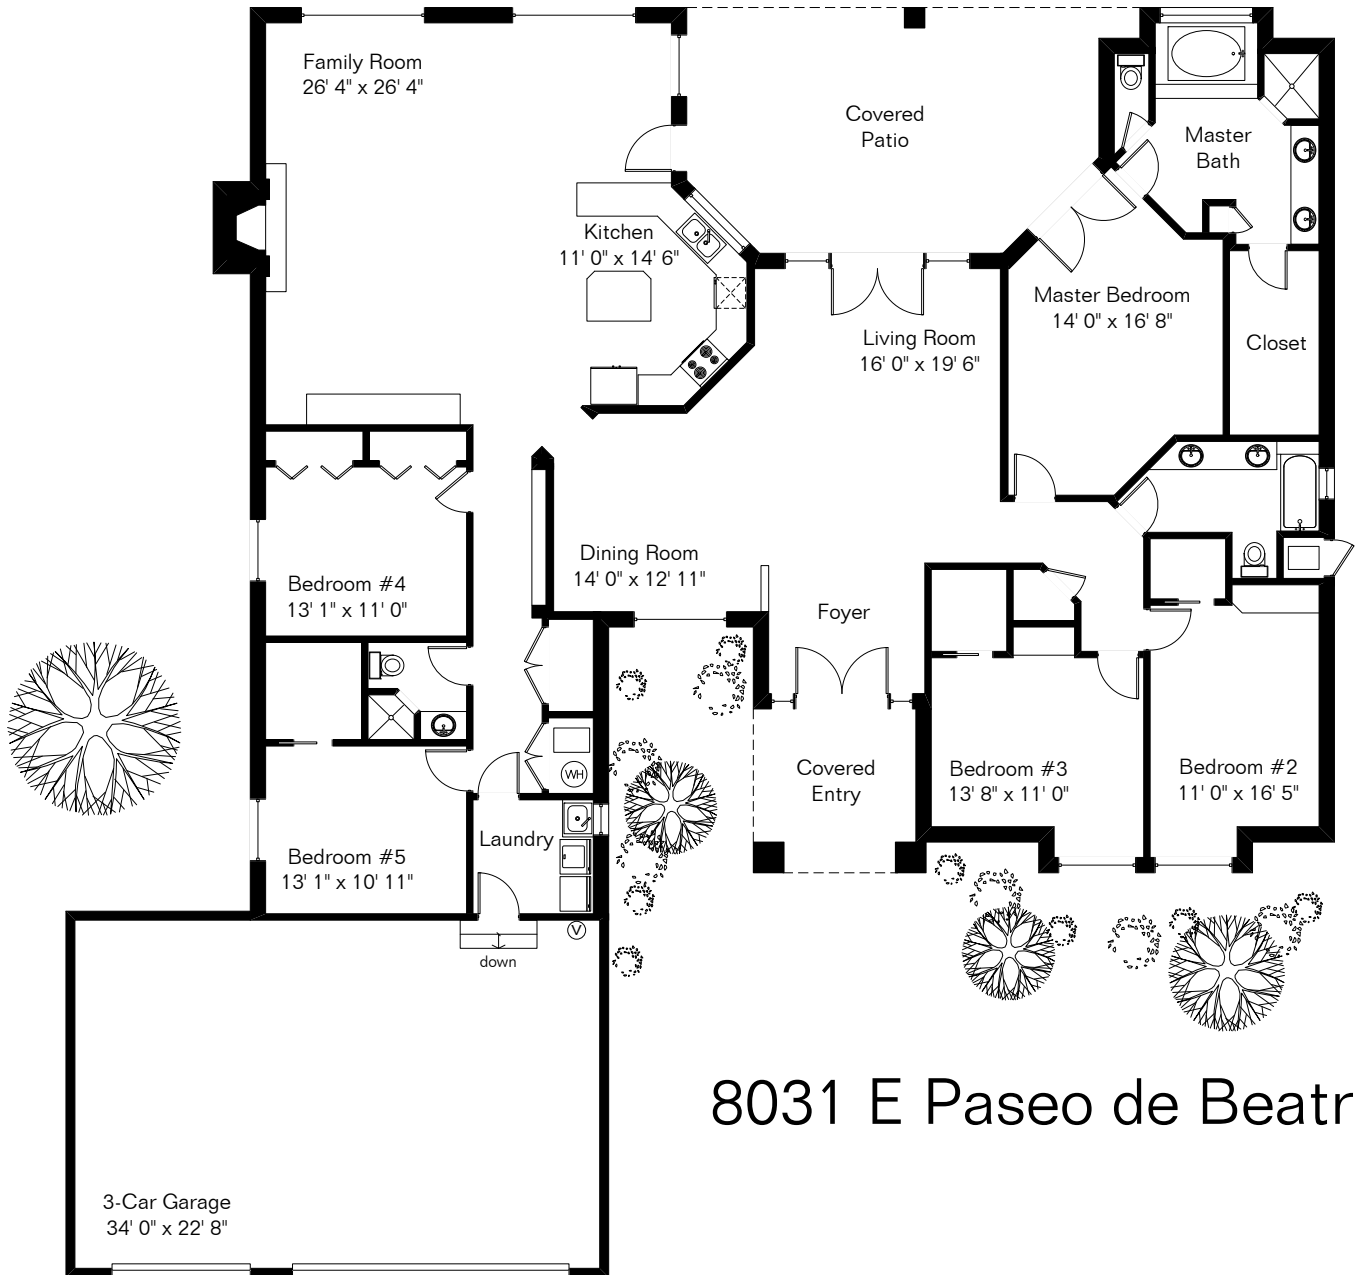 Family Room
26' 4" x 26' 4"
Covered
Patio
Master
Bath
Kitchen
11' 0" x 14' 6"
Master Bedroom
14' 0" x 16' 8"
Living Room
16' 0" x 19' 6"
Closet
Dining Room
14' 0" x 12' 11"
Bedroom #4
13' 1" x 11' 0"
Foyer
WH
Covered
Entry
Bedroom #3
13' 8" x 11' 0"
Bedroom #2
11' 0" x 16' 5"
Laundry
Bedroom #5
13' 1" x 10' 11"
V
down
8031 E Paseo de Beatr
3-Car Garage
34' 0" x 22' 8"